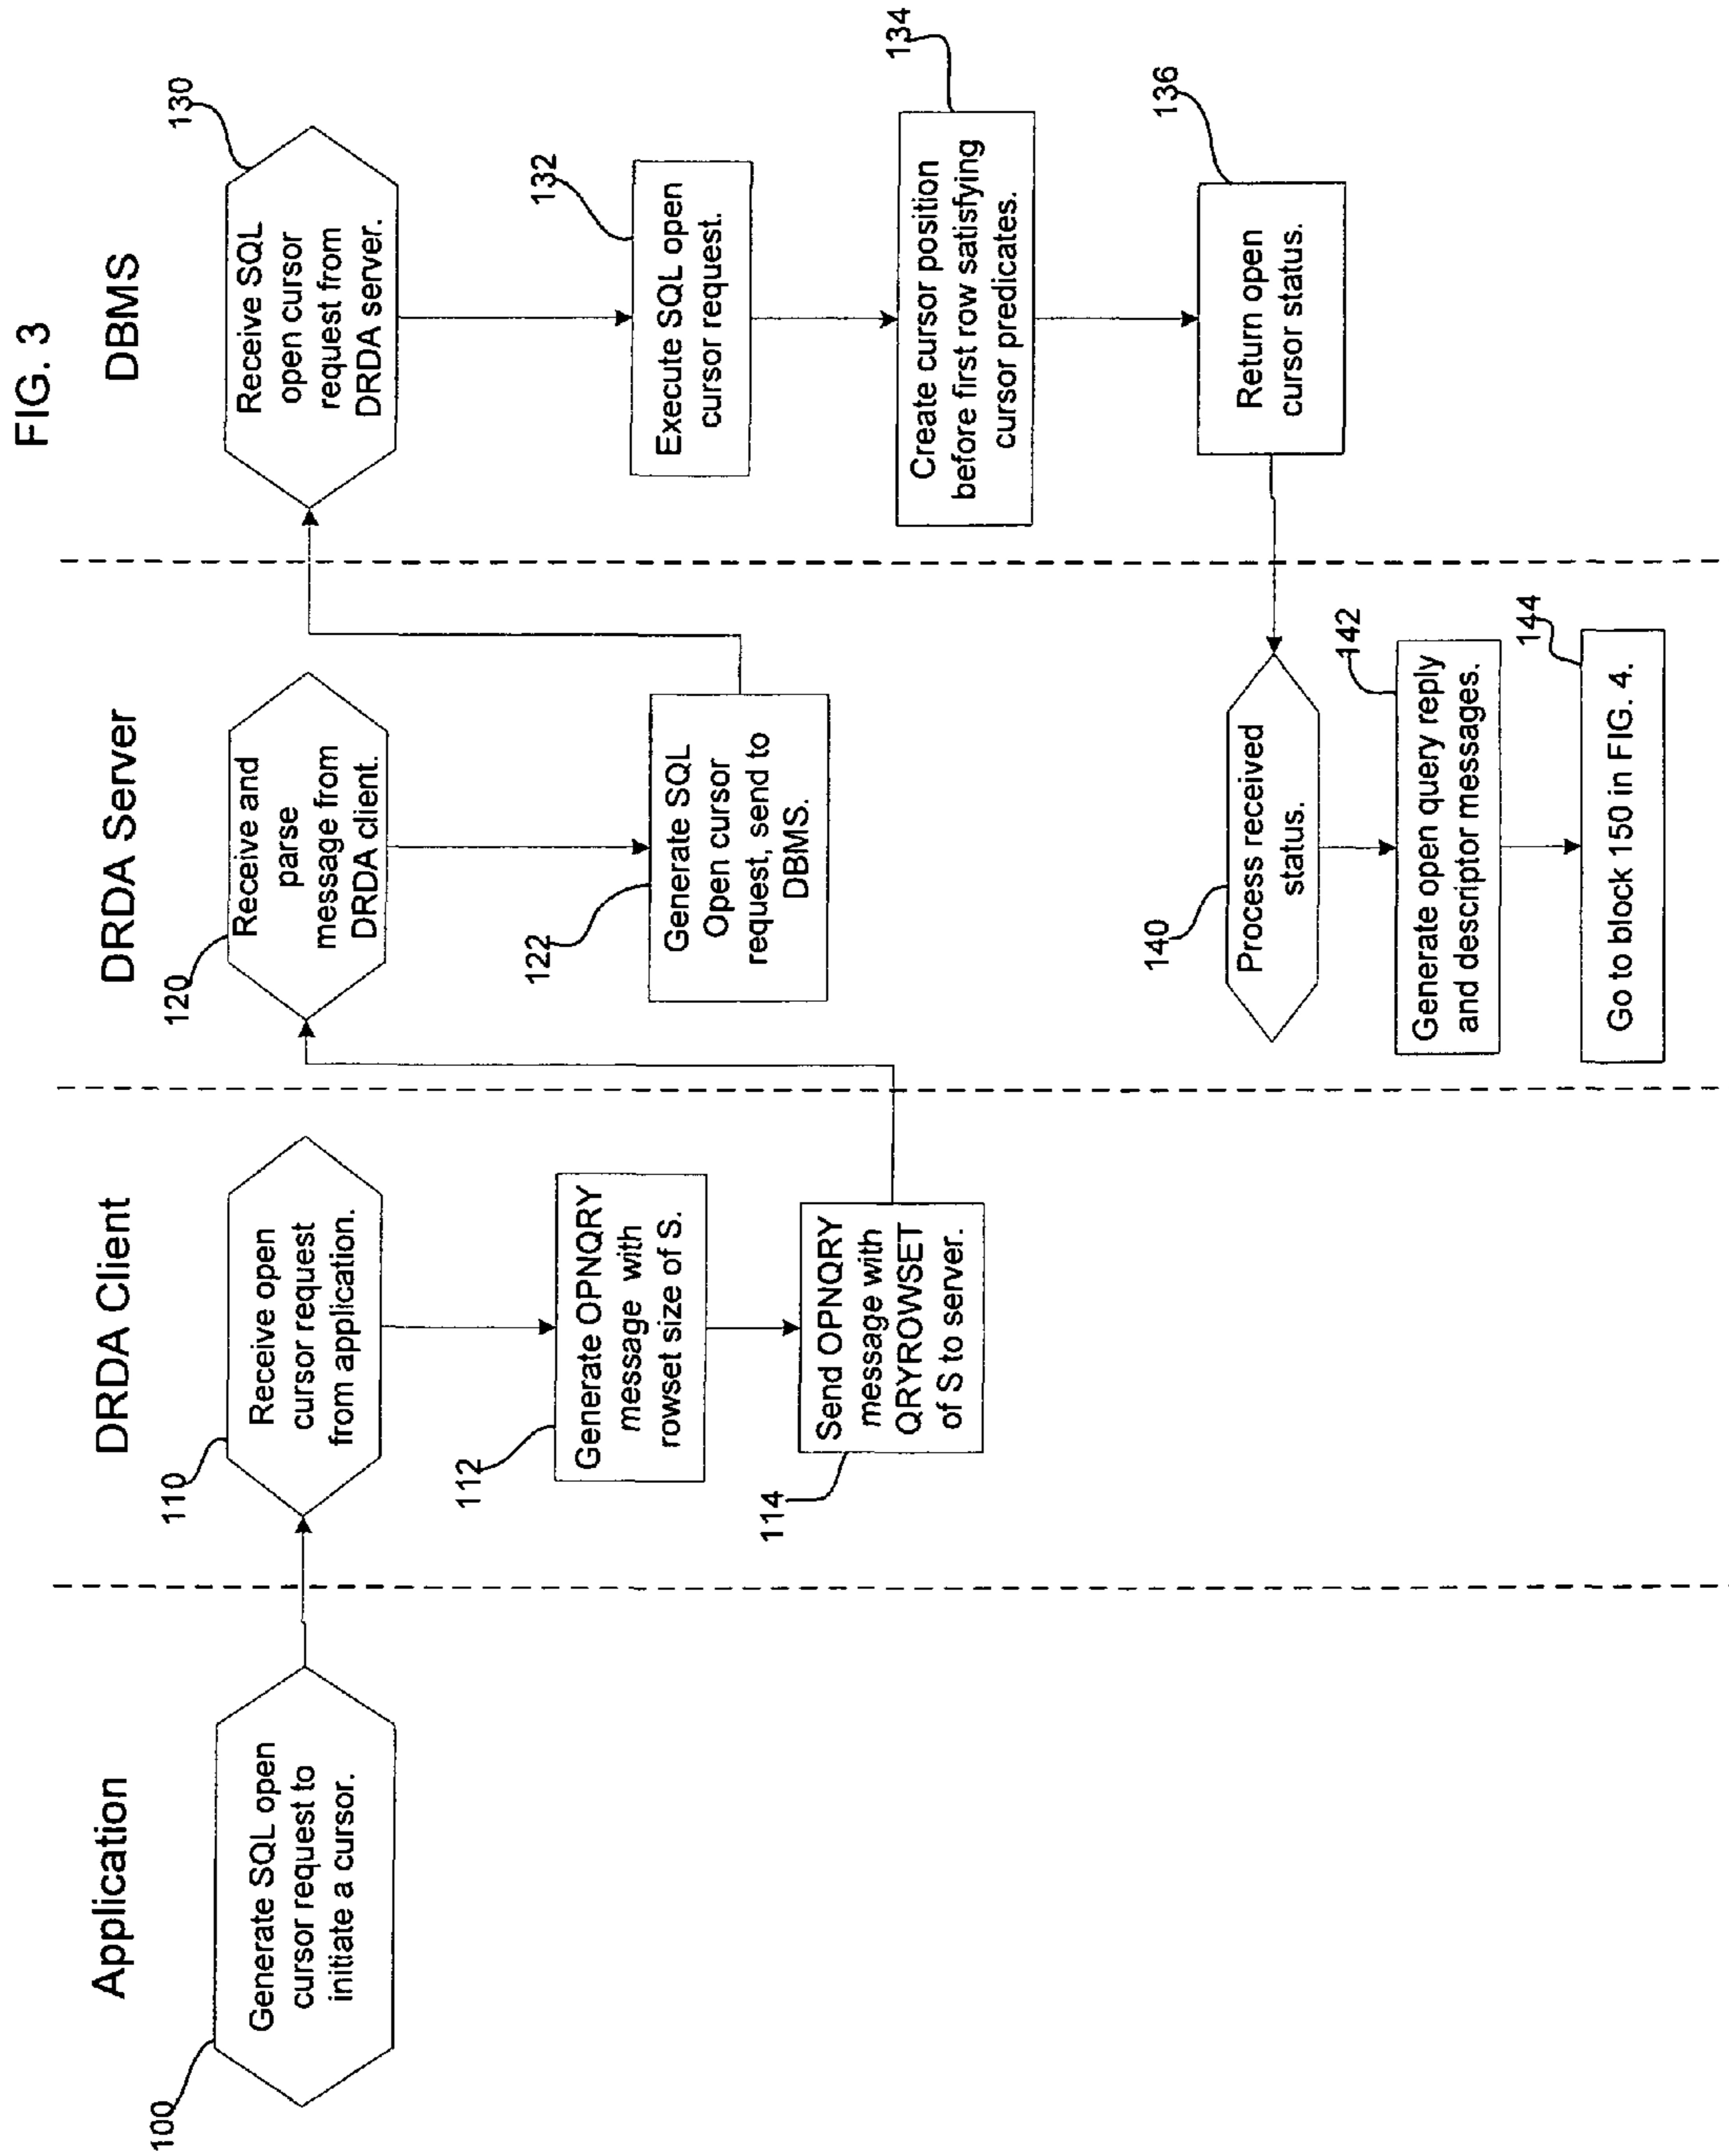 FIG. 3
Application
DRDA Client
DRDA Server
DBMS
100
Generate SQL open
cursor request to
initiate a cursor.
110
Receive open
cursor request
from application.
112
Generate OPNQRY
message with
rowset size of S.
114
Send OPNQRY
message with
QRYROWSET
of S to server.
120
Receive and
parse
message from
DRDA client.
122
Generate SQL
Open cursor
request, send to
DBMS.
130
Receive SQL
open cursor
request from
DRDA server.
132
Execute SQL open
cursor request.
134
Create cursor position
before first row satisfying
cursor predicates.
136
Return open
cursor status.
140
Process received
status.
142
Generate open query reply
and descriptor messages.
144
Go to block 150 in FIG. 4.